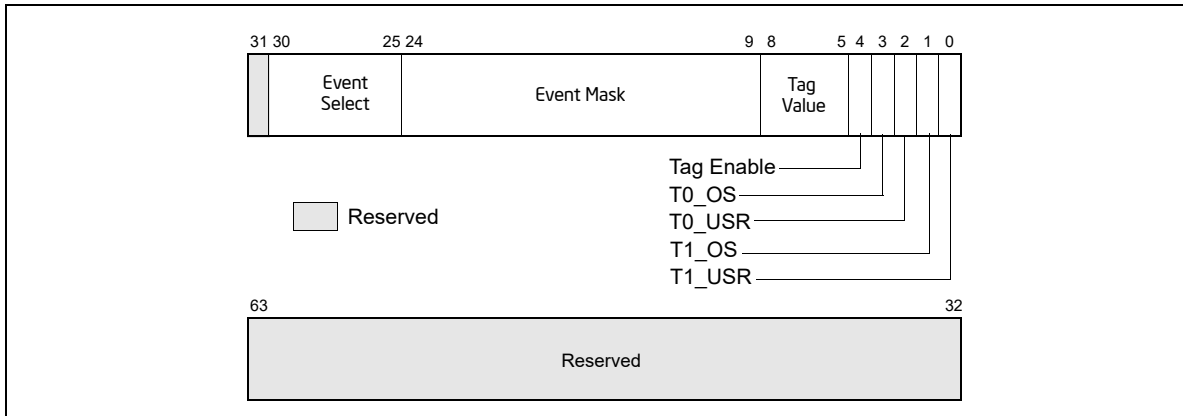 31 30 25 24 9 8 5 4 3 2 1 0
Event
Select
Event Mask
Tag
Value
Tag Enable
T0_OS
T0_USR
T1_OS
T1_USR
Reserved
63 32
Reserved